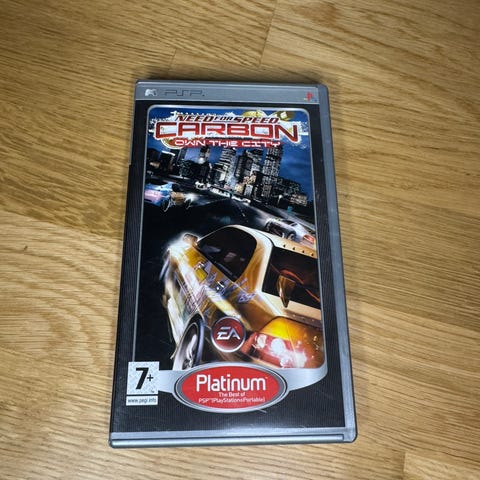 PSP
NEED FOR SPEED
CARBON
OWN THE CITY
EA
7+
www.pegi.info
Platinum
The Best of
PSP™(PlayStation®Portable)